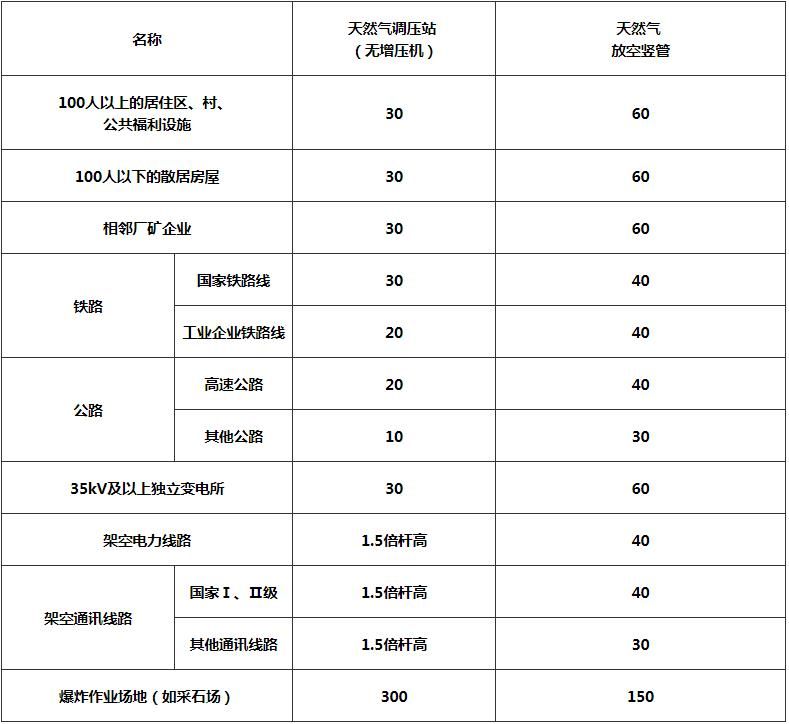 名称
天然气调压站
（无增压机）
天然气
放空竖管
100人以上的居住区、村、
公共福利设施
30
60
100人以下的散居房屋
30
60
相邻厂矿企业
30
60
铁路
国家铁路线
30
40
工业企业铁路线
20
40
公路
高速公路
20
40
其他公路
10
30
35kV及以上独立变电所
30
60
架空电力线路
1.5倍杆高
40
架空通讯线路
国家Ⅰ、Ⅱ级
1.5倍杆高
40
其他通讯线路
1.5倍杆高
30
爆炸作业场地（如采石场）
300
150